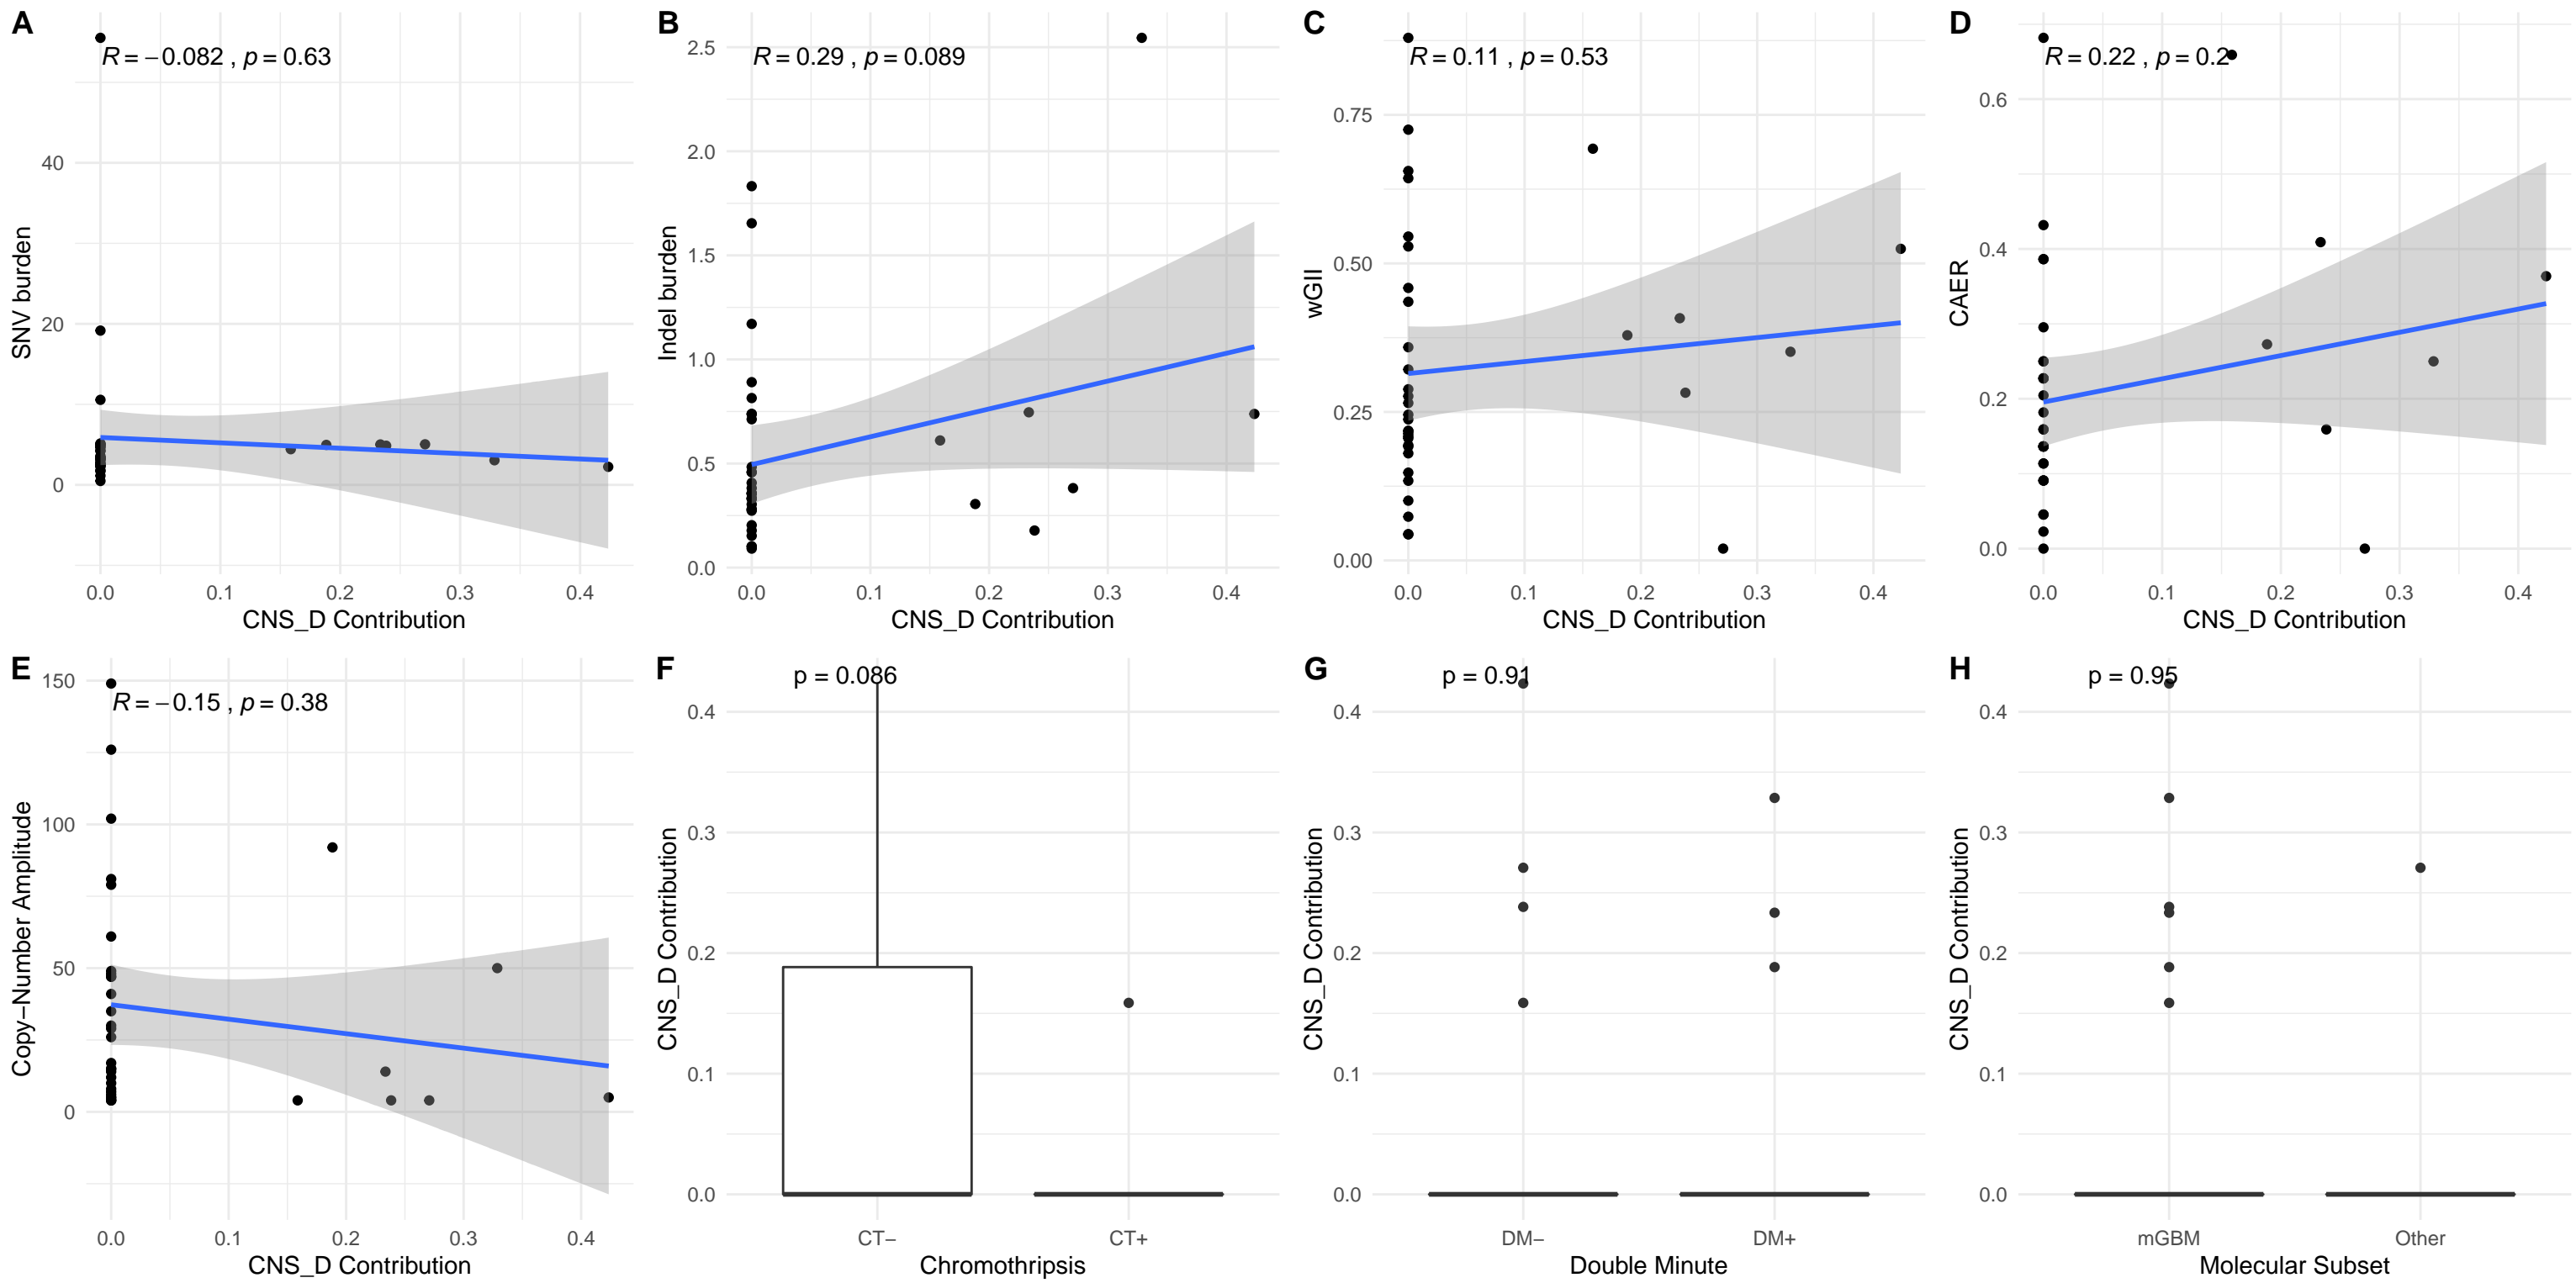 A
R = −0.082 , p = 0.63
SNV burden
40
20
0
0.0 0.1 0.2 0.3 0.4
CNS_D Contribution
B
R = 0.29 , p = 0.089
Indel burden
2.5
2.0
1.5
1.0
0.5
0.0
0.0 0.1 0.2 0.3 0.4
CNS_D Contribution
C
R = 0.11 , p = 0.53
wGII
0.75
0.50
0.25
0.00
0.0 0.1 0.2 0.3 0.4
CNS_D Contribution
D
R = 0.22 , p = 0.2
CAER
0.6
0.4
0.2
0.0
0.0 0.1 0.2 0.3 0.4
CNS_D Contribution
E
R = −0.15 , p = 0.38
Copy−Number Amplitude
150
100
50
0
0.0 0.1 0.2 0.3 0.4
CNS_D Contribution
F
p = 0.086
CNS_D Contribution
0.4
0.3
0.2
0.1
0.0
CT− CT+
Chromothripsis
G
p = 0.91
CNS_D Contribution
0.4
0.3
0.2
0.1
0.0
DM− DM+
Double Minute
H
p = 0.95
CNS_D Contribution
0.4
0.3
0.2
0.1
0.0
mGBM Other
Molecular Subset